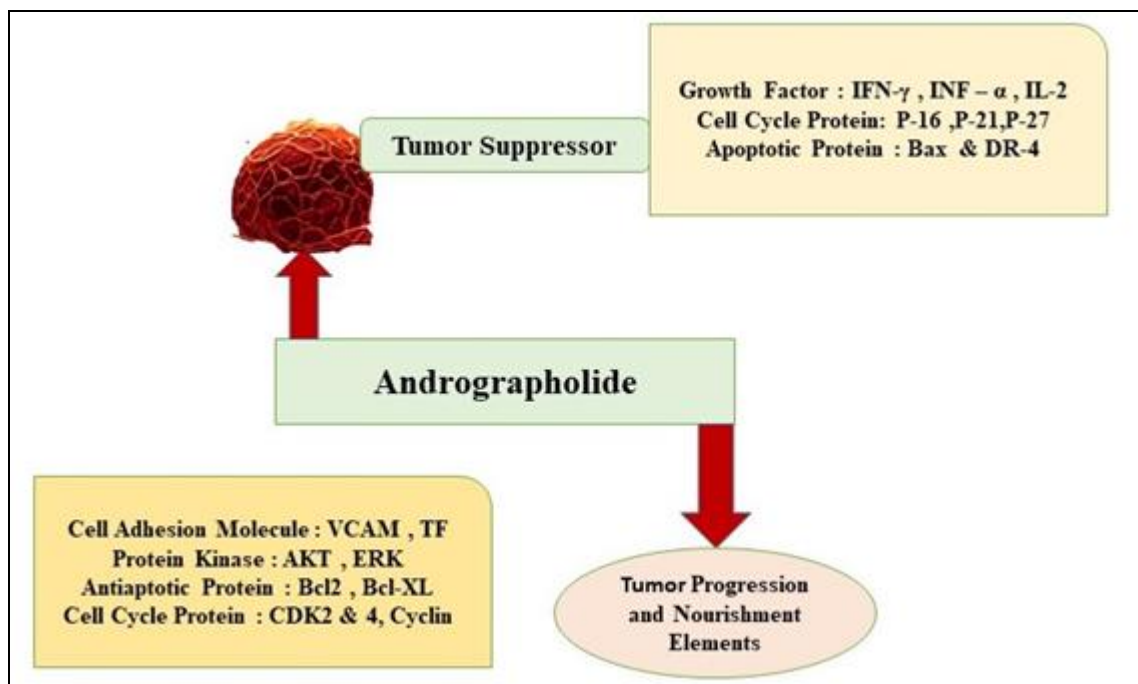 Growth Factor : IFN-γ , INF – α , IL-2
Cell Cycle Protein: P-16 ,P-21,P-27
Apoptotic Protein : Bax & DR-4
Tumor Suppressor
Andrographolide
Cell Adhesion Molecule : VCAM , TF
Protein Kinase : AKT , ERK
Antiaptotic Protein : Bcl2 , Bcl-XL
Cell Cycle Protein : CDK2 & 4, Cyclin
Tumor Progression
and Nourishment
Elements